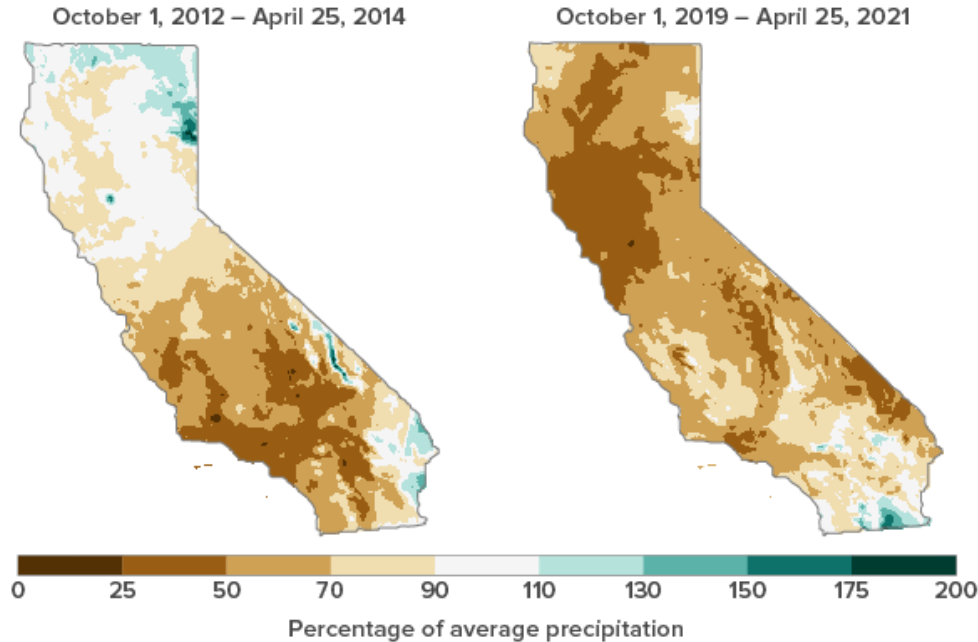 October 1, 2012 – April 25, 2014 October 1, 2019 – April 25, 2021
0 25 50 70 90 110 130 150 175 200
Percentage of average precipitation